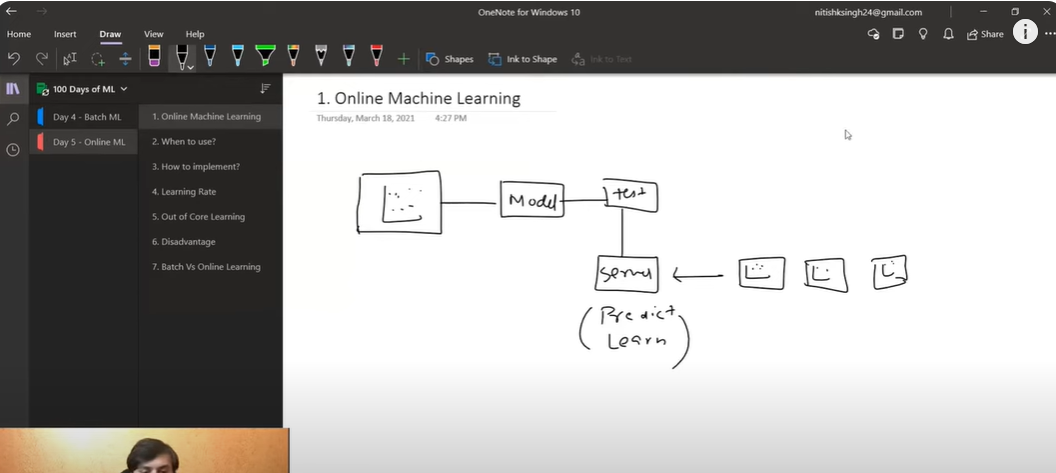 OneNote for Windows 10
nitishksingh24@gmail.com
Home Insert Draw View Help
Share
Shapes Ink to Shape Ink to Text
100 Days of ML
Day 4 - Batch ML
Day 5 - Online ML
1. Online Machine Learning
2. When to use?
3. How to implement?
4. Learning Rate
5. Out of Core Learning
6. Disadvantage
7. Batch Vs Online Learning
1. Online Machine Learning
Thursday, March 18, 2021 4:27 PM
Model
test
Server
(Predict
Learn)